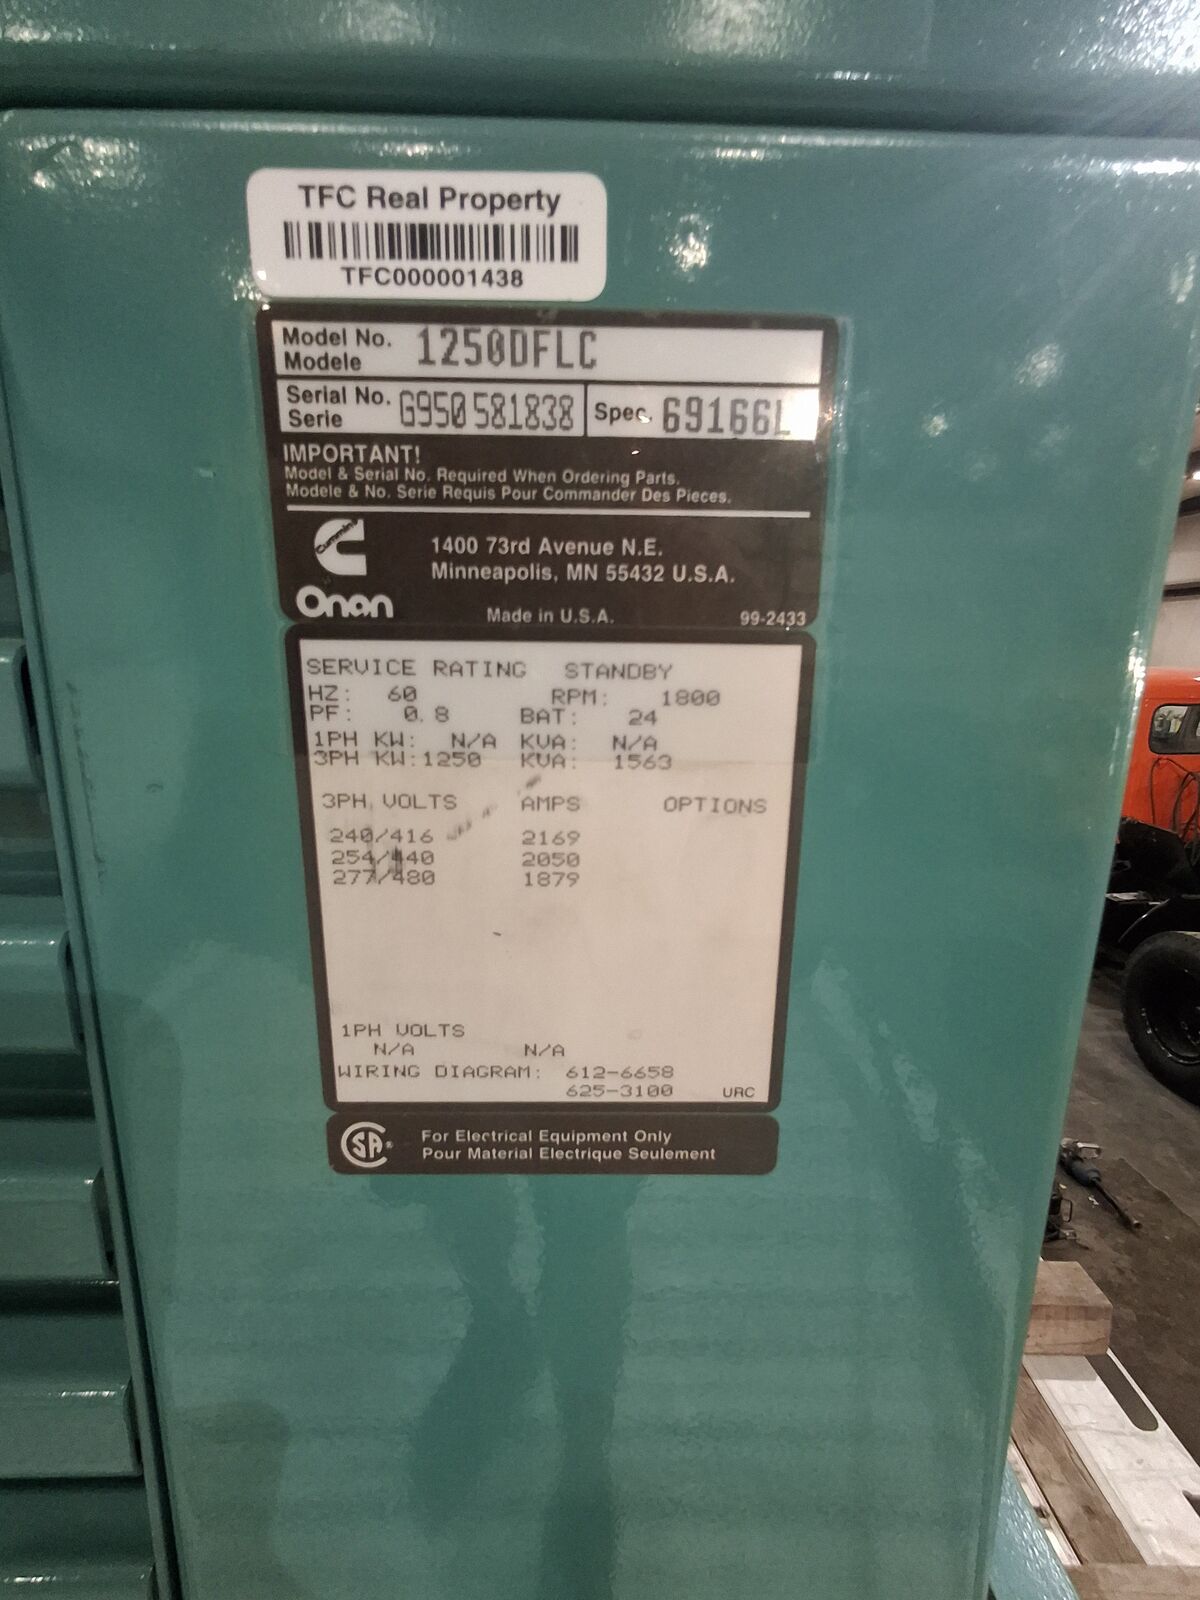 TFC Real Property
TFC000001438
Model No. 1250DFLC
Modele
Serial No. G950581838 Spec. 69166L
Serie
IMPORTANT!
Model & Serial No. Required When Ordering Parts.
Modele & No. Serie Requis Pour Commander Des Pieces.
Cummins
1400 73rd Avenue N.E.
Minneapolis, MN 55432 U.S.A.
Onan Made in U.S.A. 99-2433
SERVICE RATING STANDBY
HZ: 60 RPM: 1800
PF: 0.8 BAT: 24
1PH KW: N/A KVA: N/A
3PH KW:1250 KVA: 1563
3PH VOLTS AMPS OPTIONS
240/416 2169
254/440 2050
277/480 1879
1PH VOLTS
N/A N/A
WIRING DIAGRAM: 612-6658
625-3100 URC
SA® For Electrical Equipment Only
Pour Material Electrique Seulement